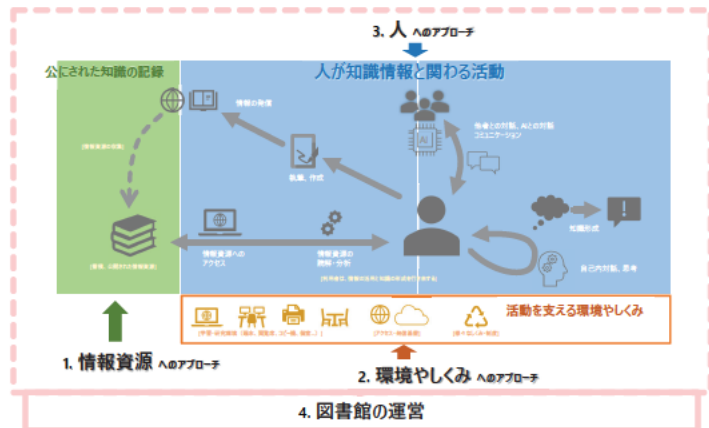 3. 人 へのアプローチ
公にされた知識の記録
人が知識情報と関わる活動
情報の発信
AI
他者との対話、AIとの対話
コミュニケーション
執筆、作成
知識形成
情報資源への
アクセス
情報資源の
読解・分析
自己内対話、思考
活動を支える環境やしくみ
1. 情報資源 へのアプローチ
2. 環境やしくみ へのアプローチ
4. 図書館の運営